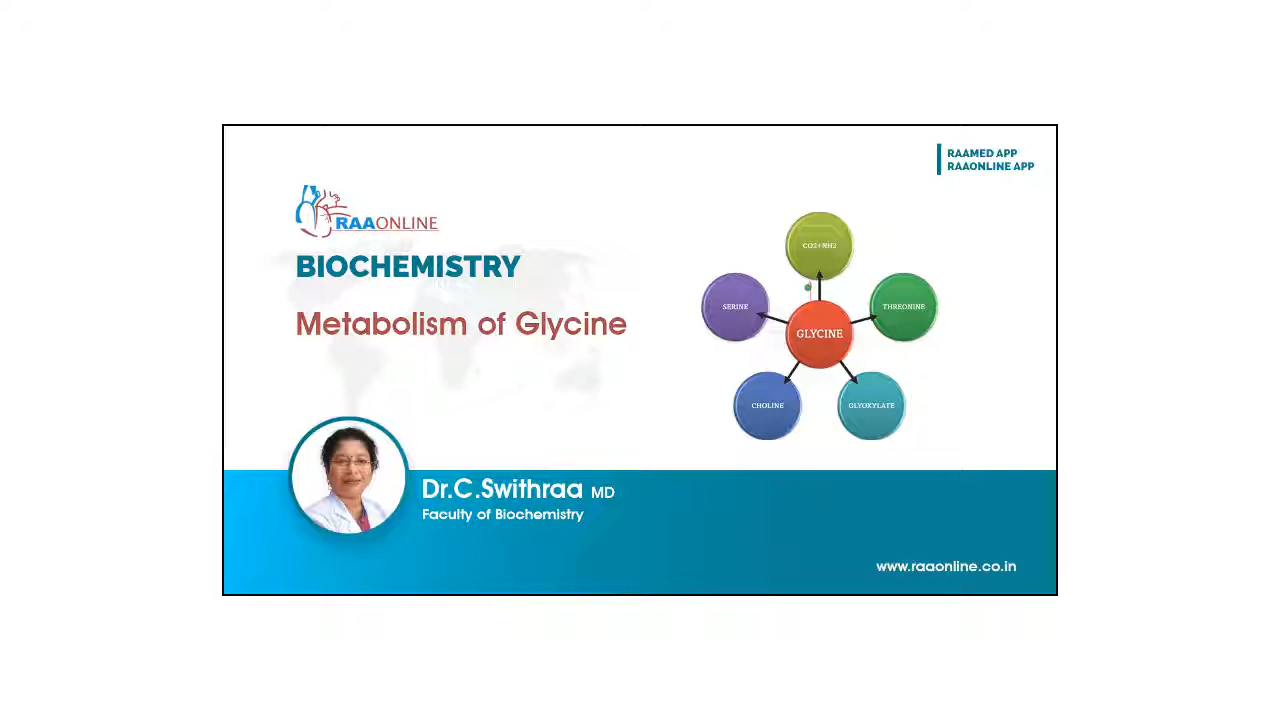 RAAMED APP
RAAONLINE APP
RAAONLINE
BIOCHEMISTRY
Metabolism of Glycine
CO2+NH2
SERINE
THREONINE
GLYCINE
CHOLINE
GLYOXYLATE
Dr.C.Swithraa MD
Faculty of Biochemistry
www.raaonline.co.in